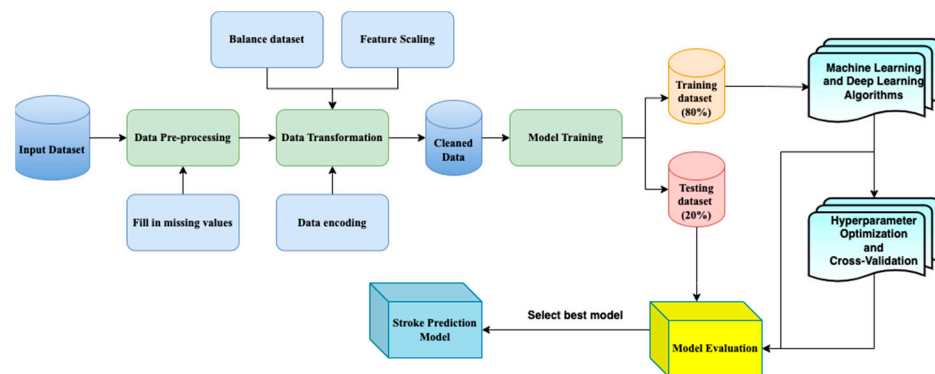 Balance dataset
Feature Scaling
Input Dataset
Data Pre-processing
Data Transformation
Cleaned
Data
Model Training
Training
dataset
(80%)
Machine Learning
and Deep Learning
Algorithms
Fill in missing values
Data encoding
Testing
dataset
(20%)
Hyperparameter
Optimization
and
Cross-Validation
Stroke Prediction
Model
Select best model
Model Evaluation